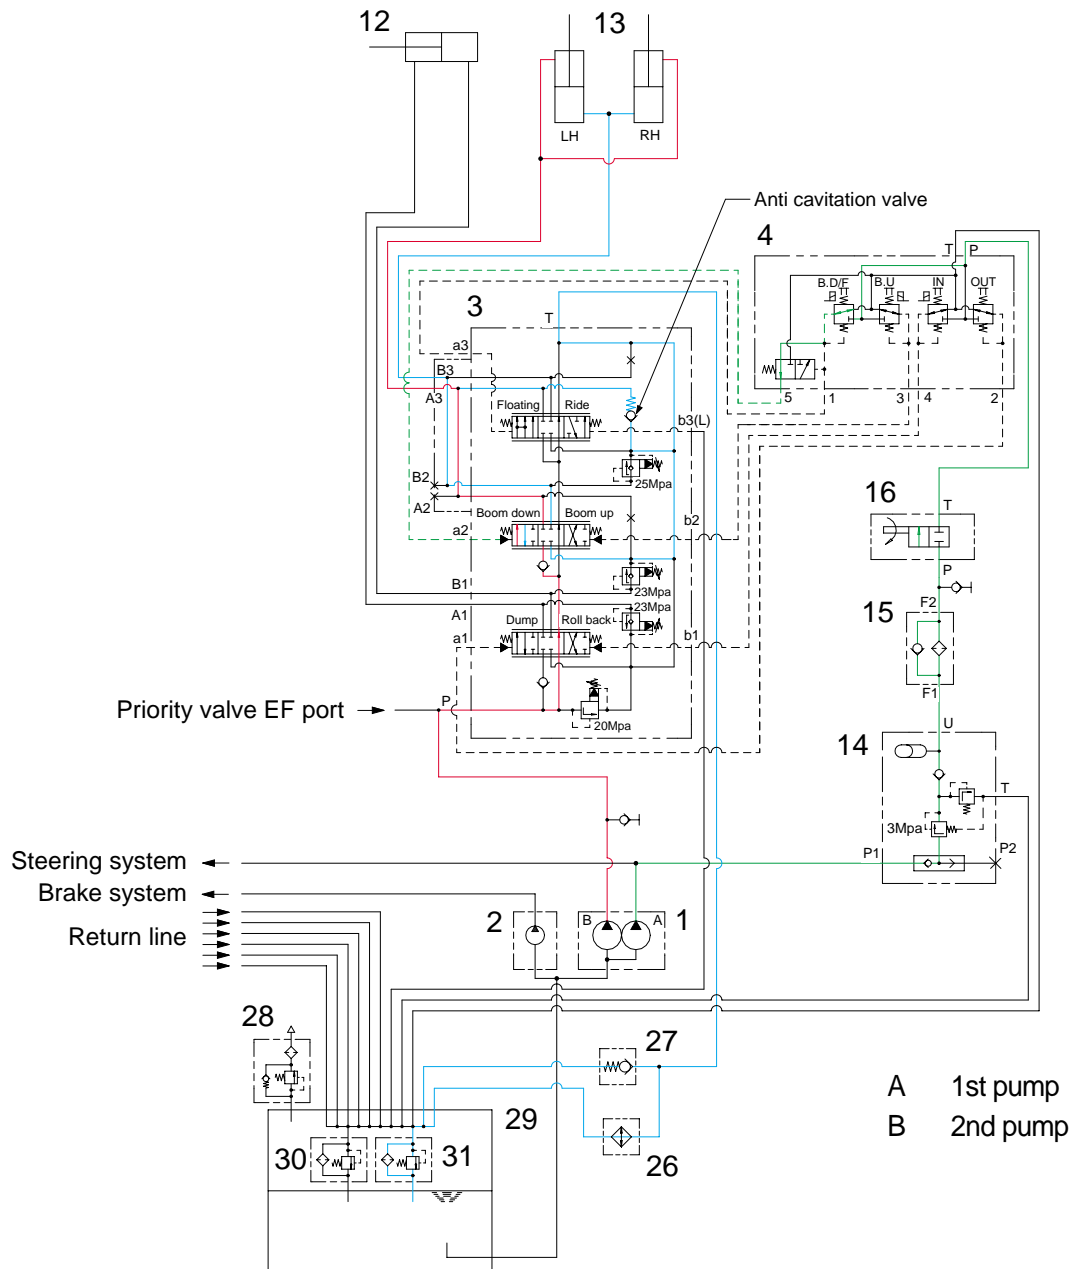 12
13
LH
RH
Anti cavitation valve
4
T
P
B.D/F
B.U
IN
OUT
5
1
3
4
2
3
T
a3
B3
A3
Floating
Ride
b3(L)
25Mpa
B2
A2
Boom down
Boom up
a2
b2
23Mpa
B1
23Mpa
A1
Dump
Roll back
a1
b1
P
20Mpa
Priority valve EF port
16
T
P
15
F2
F1
14
U
T
3Mpa
P1
P2
Steering system
Brake system
Return line
2
B
A
1
28
27
29
26
30
31
A 1st pump
B 2nd pump